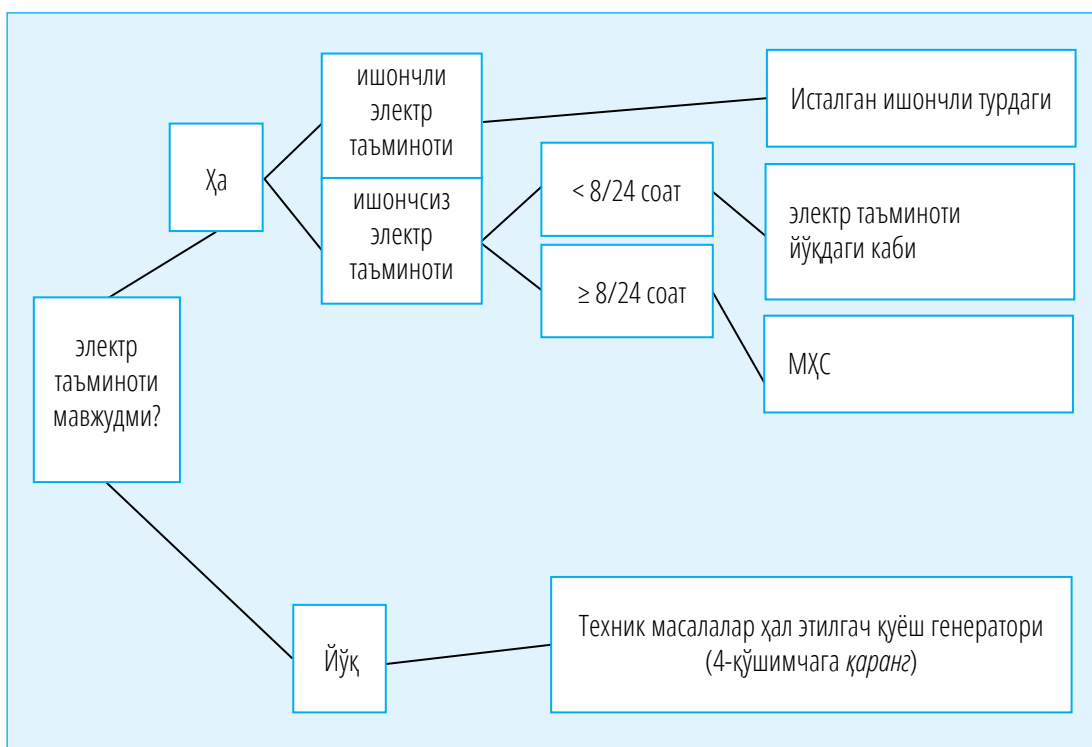 электр
таъминоти
мавжудми?
Ҳа
ишончли
электр
таъминоти
ишончсиз
электр
таъминоти
< 8/24 соат
≥ 8/24 соат
Исталган ишончли турдаги
электр таъминоти
йўқдаги каби
МҲС
Йўқ
Техник масалалар ҳал этилгач қуёш генератори
(4-қўшимчага қаранг)